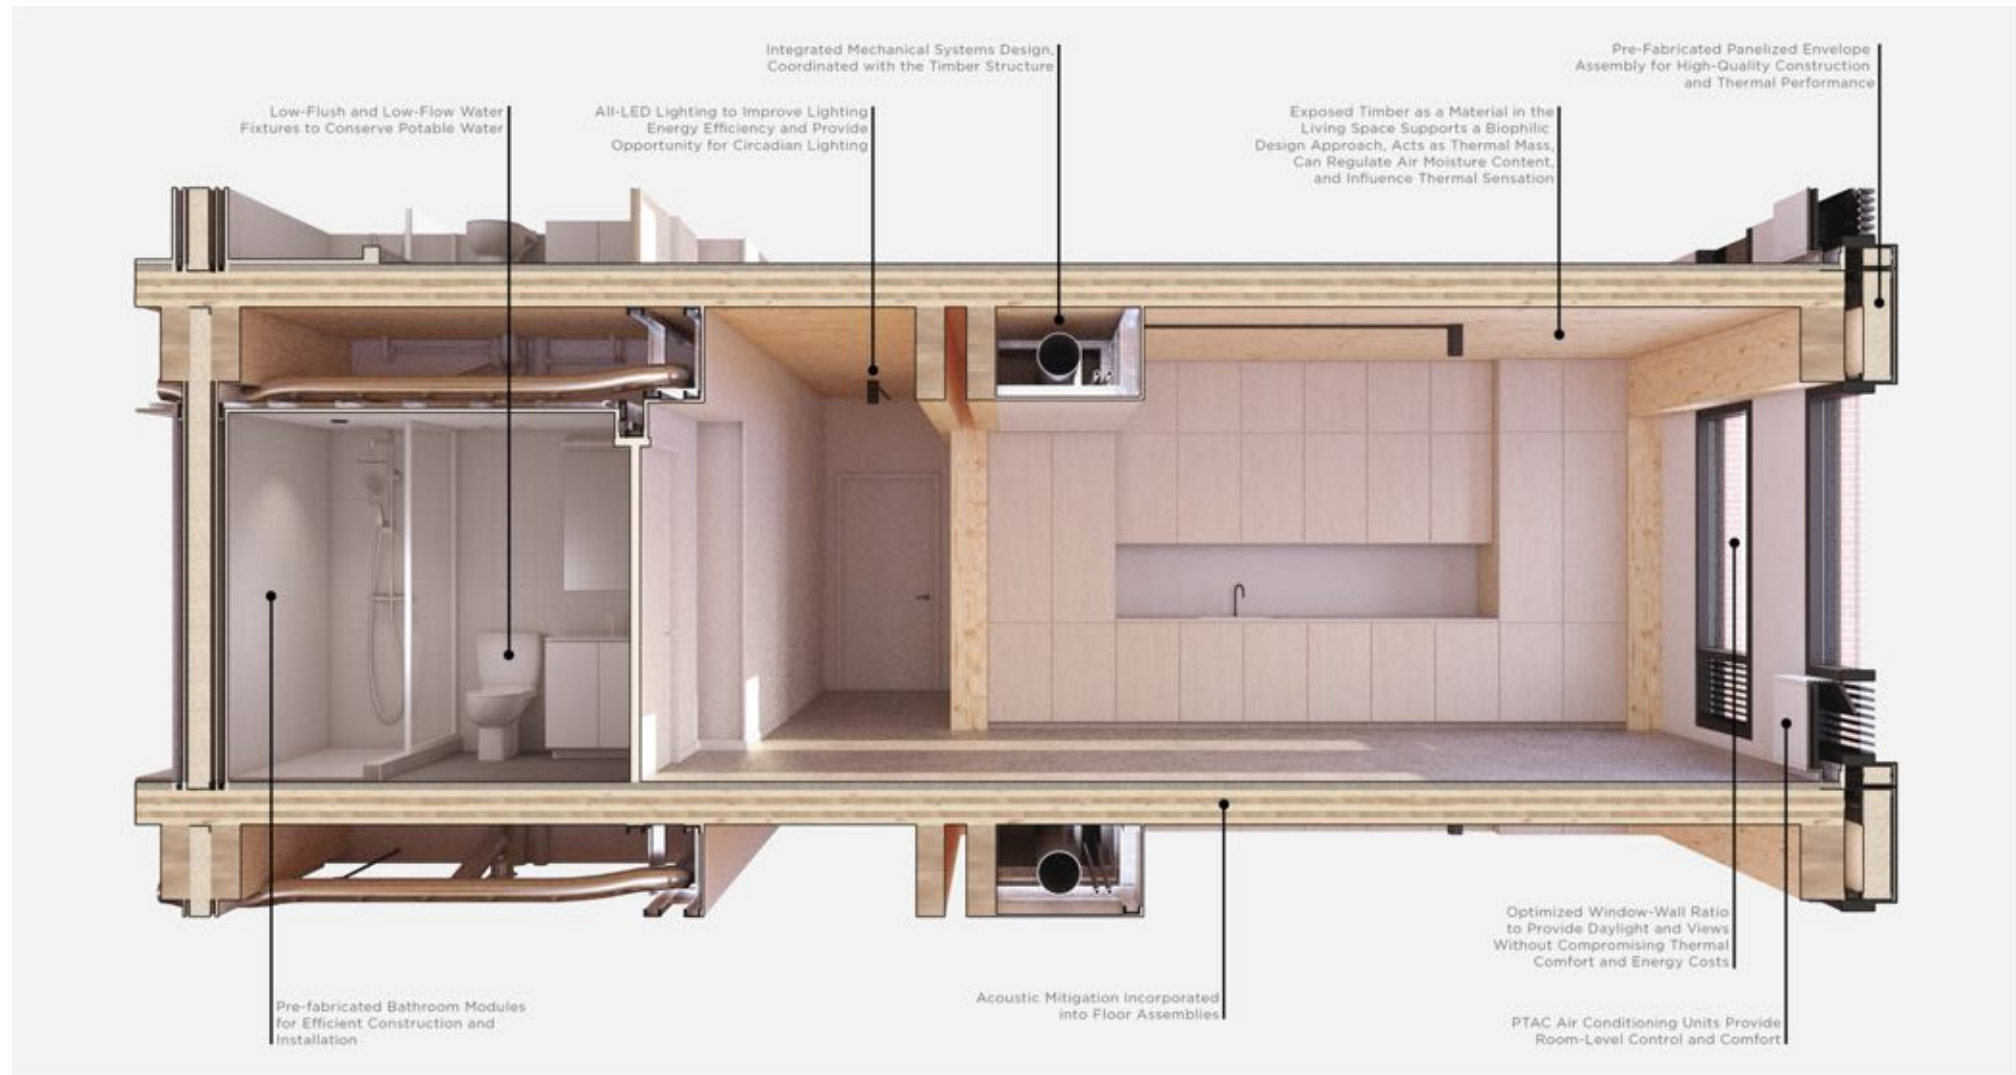 Integrated Mechanical Systems Design,
Coordinated with the Timber Structure
Pre-Fabricated Panelized Envelope
Assembly for High-Quality Construction
and Thermal Performance
Low-Flush and Low-Flow Water
Fixtures to Conserve Potable Water
All-LED Lighting to Improve Lighting
Energy Efficiency and Provide
Opportunity for Circadian Lighting
Exposed Timber as a Material in the
Living Space Supports a Biophilic
Design Approach, Acts as Thermal Mass,
Can Regulate Air Moisture Content,
and Influence Thermal Sensation
Pre-fabricated Bathroom Modules
for Efficient Construction and
Installation
Acoustic Mitigation Incorporated
into Floor Assemblies
Optimized Window-Wall Ratio
to Provide Daylight and Views
Without Compromising Thermal
Comfort and Energy Costs
PTAC Air Conditioning Units Provide
Room-Level Control and Comfort